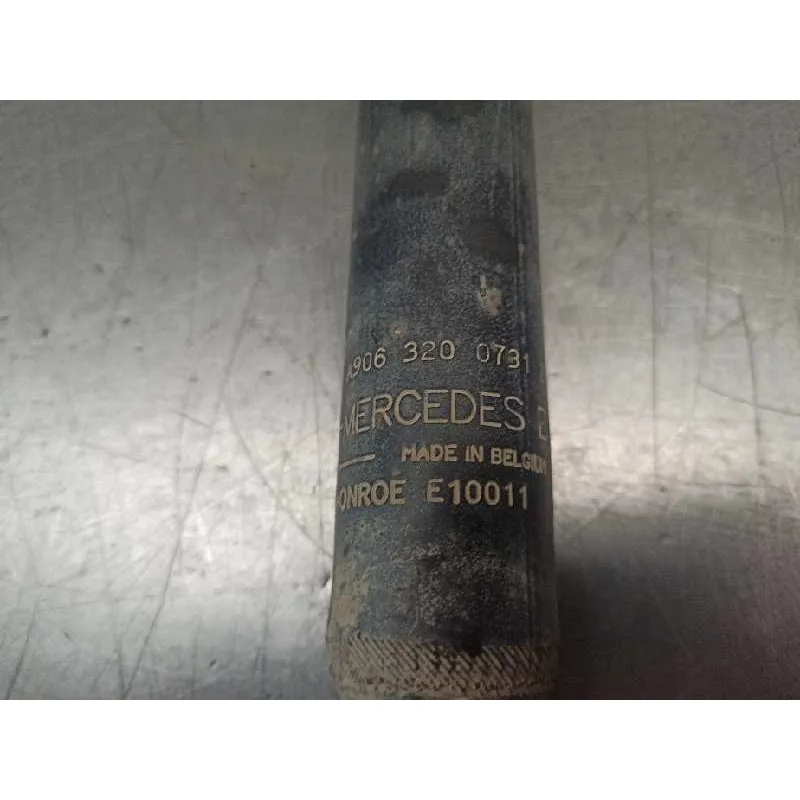 A906 320 0731
MERCEDES
MADE IN BELGIUM
ONROE E10011